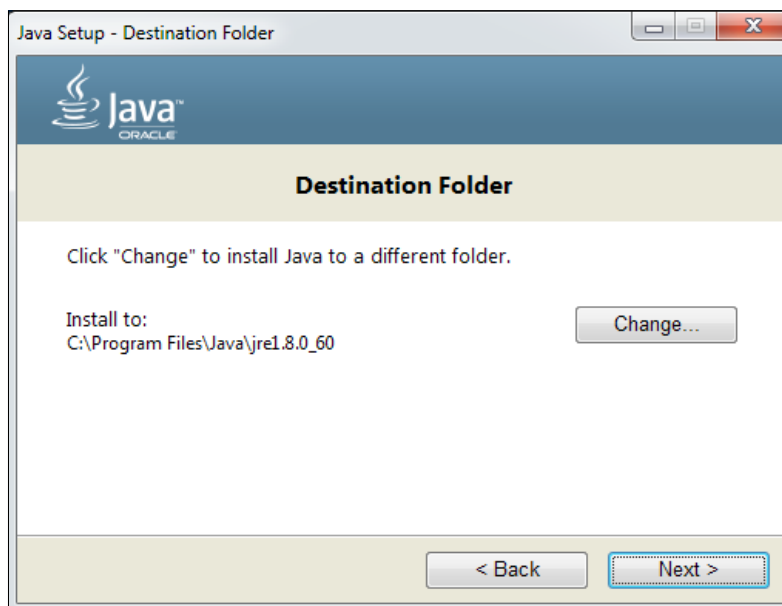 Java Setup - Destination Folder
Java™
ORACLE
Destination Folder
Click "Change" to install Java to a different folder.
Install to:
Change...
C:\Program Files\Java\jre1.8.0_60
< Back
Next >